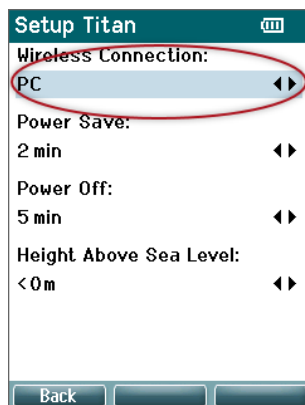 Setup Titan
Wireless Connection:
PC
Power Save:
2 min
Power Off:
5 min
Height Above Sea Level:
<0m
Back